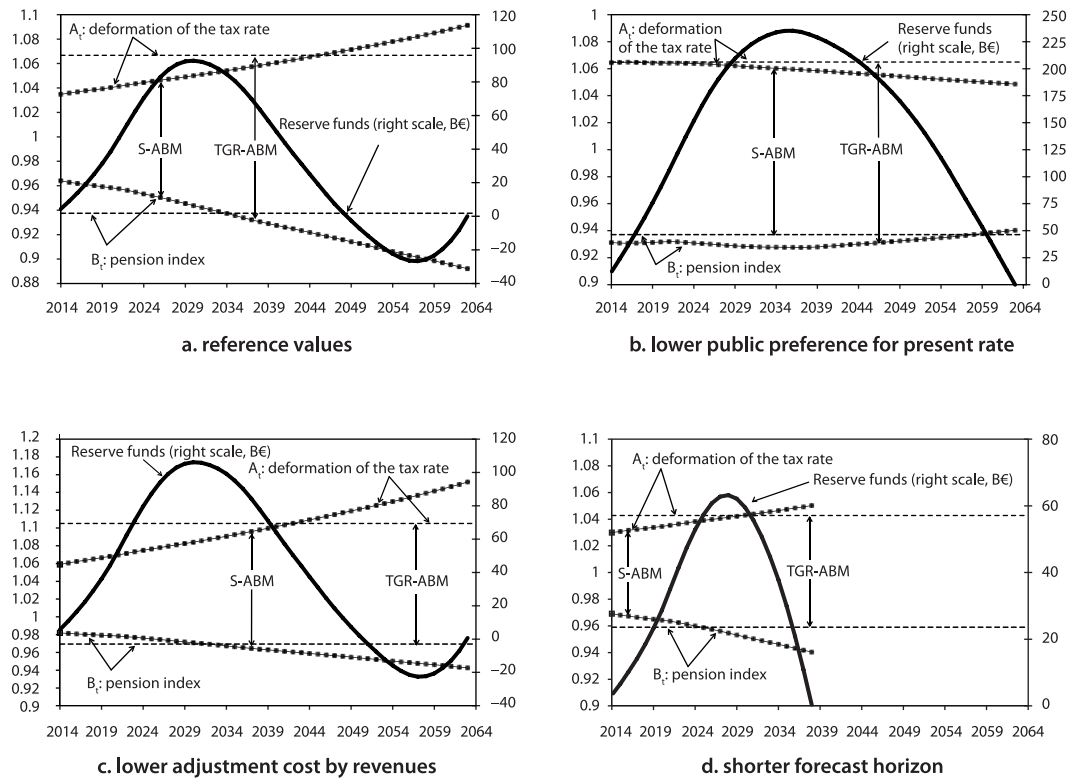 1.1
1.08
1.06
1.04
1.02
1
0.98
0.96
0.94
0.92
0.9
0.88
120
100
80
60
40
20
0
−20
−40
A_t: deformation of the tax rate
S-ABM
TGR-ABM
Reserve funds (right scale, B€)
B_t: pension index
2014 2019 2024 2029 2034 2039 2044 2049 2054 2059 2064
a. reference values
1
1.08
1.06
1.04
1.02
1
0.98
0.96
0.94
0.92
0.9
250
225
200
175
150
125
100
75
50
25
0
A_t: deformation
of the tax rate
Reserve funds
(right scale, B€)
S-ABM
TGR-ABM
B_t: pension index
2014 2019 2024 2029 2034 2039 2044 2049 2054 2059 2064
b. lower public preference for present rate
1.2
1.18
1.16
1.14
1.12
1.1
1.08
1.06
1.04
1.02
1
0.98
0.96
0.94
0.92
0.9
120
100
80
60
40
20
0
−20
−40
Reserve funds (right scale, B€)
A_t: deformation of the tax rate
S-ABM
TGR-ABM
B_t: pension index
2014 2019 2024 2029 2034 2039 2044 2049 2054 2059 2064
c. lower adjustment cost by revenues
1.1
1.08
1.06
1.04
1.02
1
0.98
0.96
0.94
0.92
0.9
80
60
40
20
0
A_t: deformation of the tax rate
Reserve funds (right scale, B€)
S-ABM
TGR-ABM
B_t: pension index
2014 2019 2024 2029 2034 2039 2044 2049 2054 2059 2064
d. shorter forecast horizon